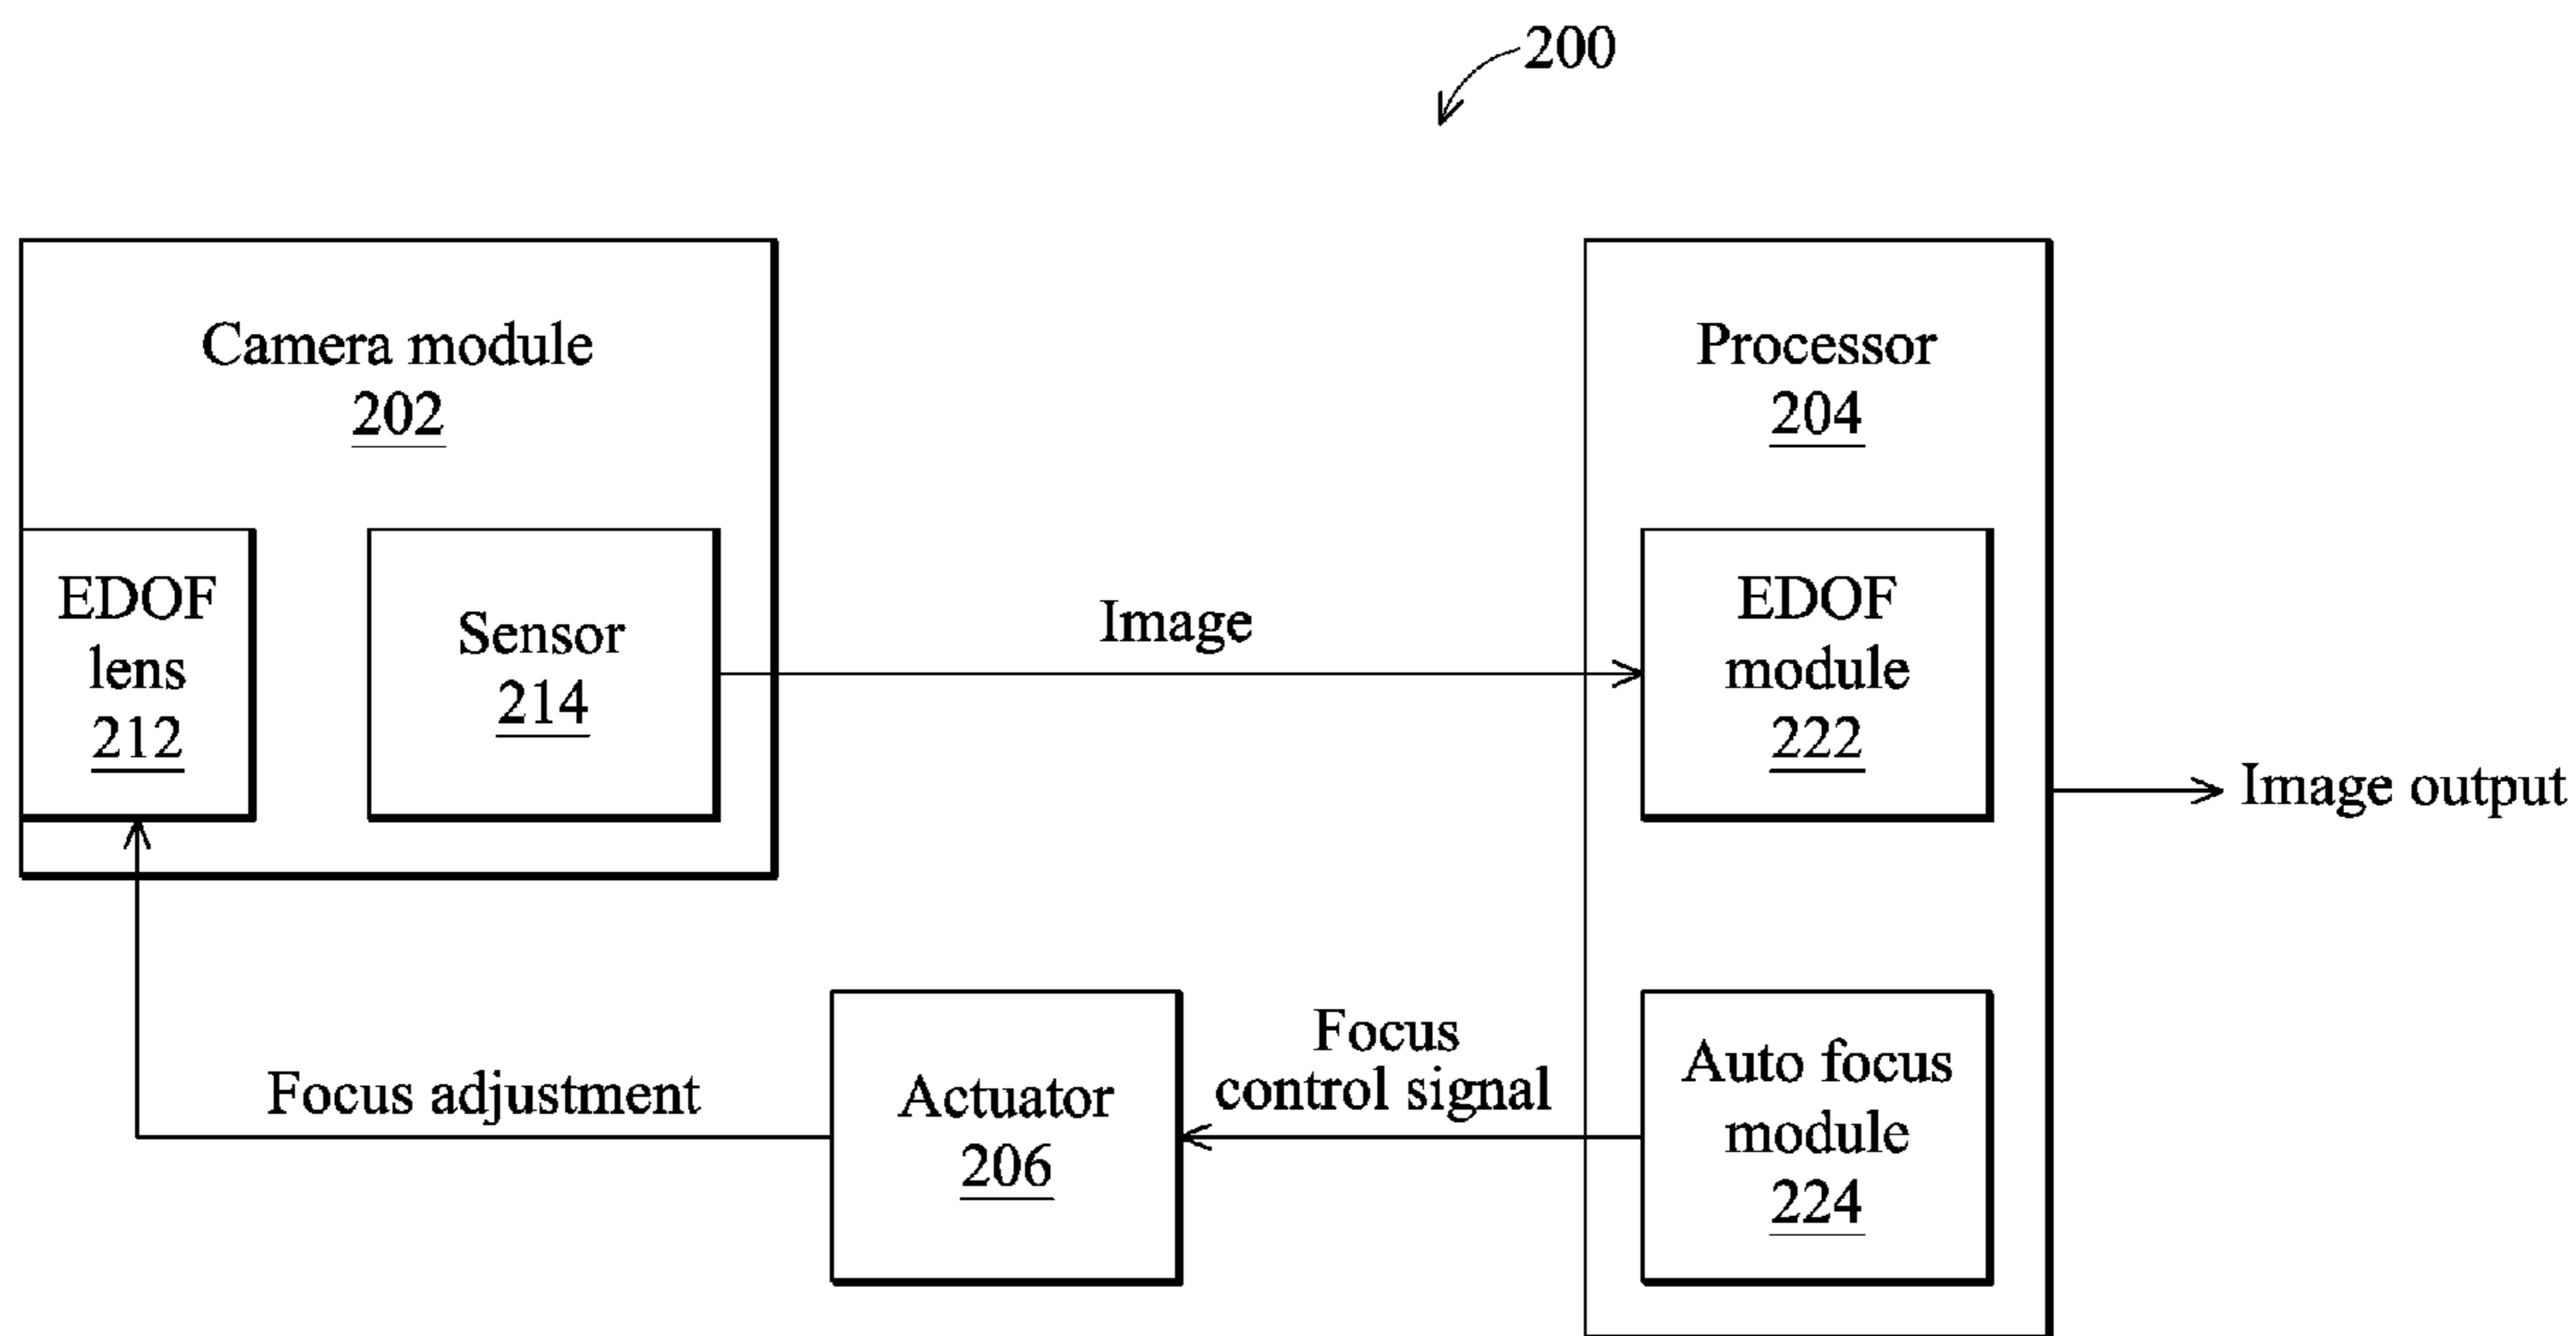 200
Camera module
202
Processor
204
EDOF
lens
212
Sensor
214
Image
EDOF
module
222
Image output
Focus adjustment
Actuator
206
Focus
control signal
Auto focus
module
224